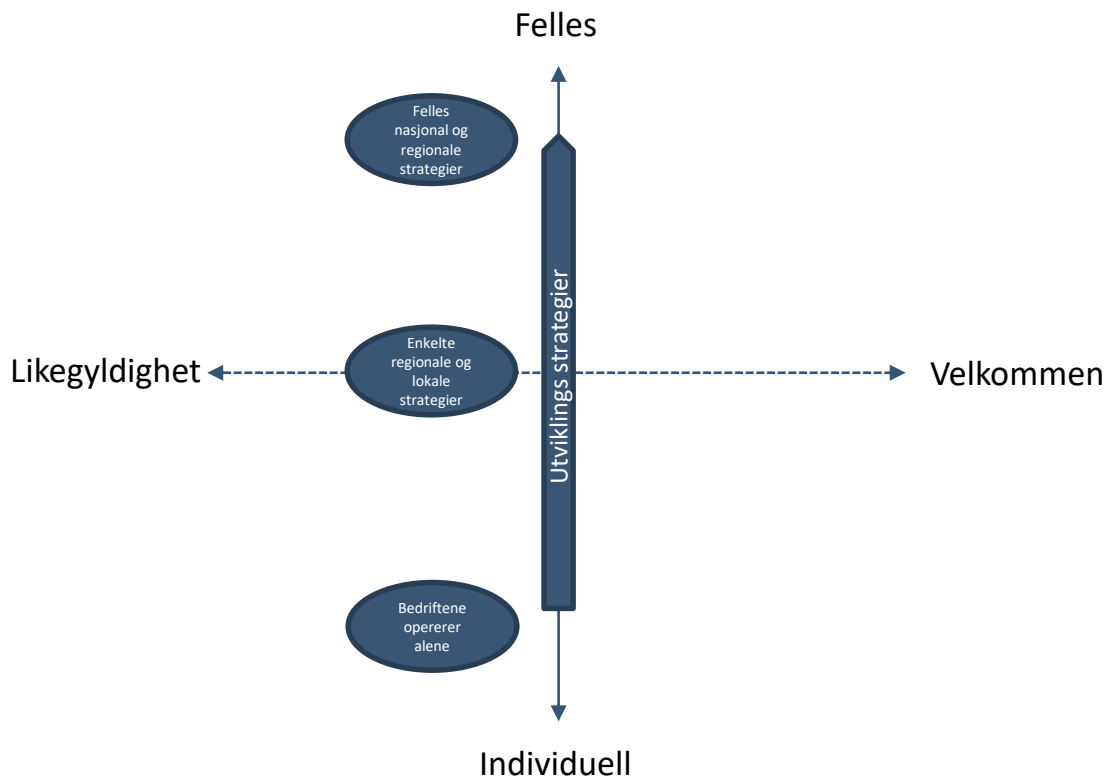 Felles
Felles
nasjonal og
regionale
strategier
Utviklings strategier
Likegyldighet
Enkelte
regionale og
lokale
strategier
Velkommen
Bedriftene
opererer
alene
Individuell